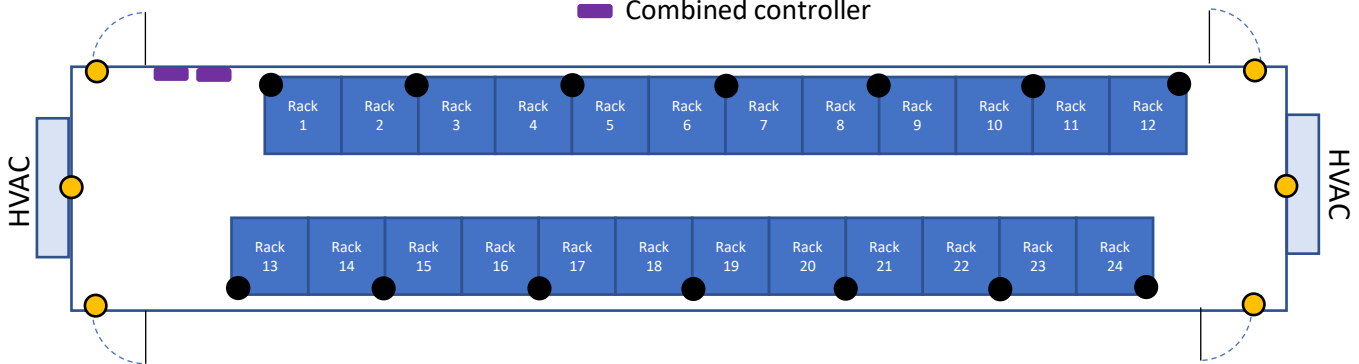 Combined controller
Rack 1
Rack 2
Rack 3
Rack 4
Rack 5
Rack 6
Rack 7
Rack 8
Rack 9
Rack 10
Rack 11
Rack 12
HVAC
HVAC
Rack 13
Rack 14
Rack 15
Rack 16
Rack 17
Rack 18
Rack 19
Rack 20
Rack 21
Rack 22
Rack 23
Rack 24